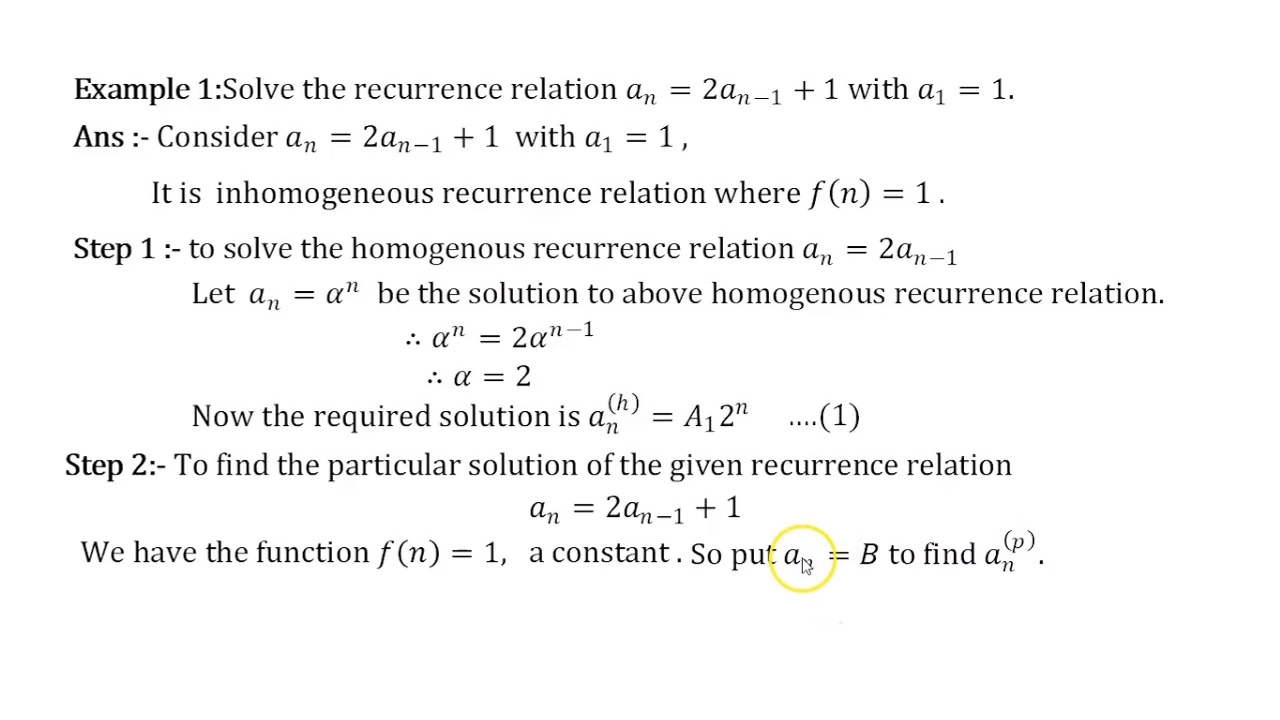 Example 1:Solve the recurrence relation aₙ = 2aₙ₋₁ + 1 with a₁ = 1.
Ans :- Consider aₙ = 2aₙ₋₁ + 1 with a₁ = 1 ,
It is inhomogeneous recurrence relation where f(n) = 1 .
Step 1 :- to solve the homogenous recurrence relation aₙ = 2aₙ₋₁
Let aₙ = αⁿ be the solution to above homogenous recurrence relation.
∴ αⁿ = 2αⁿ⁻¹
∴ α = 2
Now the required solution is aₙ⁽ʰ⁾ = A₁2ⁿ ....(1)
Step 2:- To find the particular solution of the given recurrence relation
aₙ = 2aₙ₋₁ + 1
We have the function f(n) = 1, a constant . So put aₙ = B to find aₙ⁽ᵖ⁾.